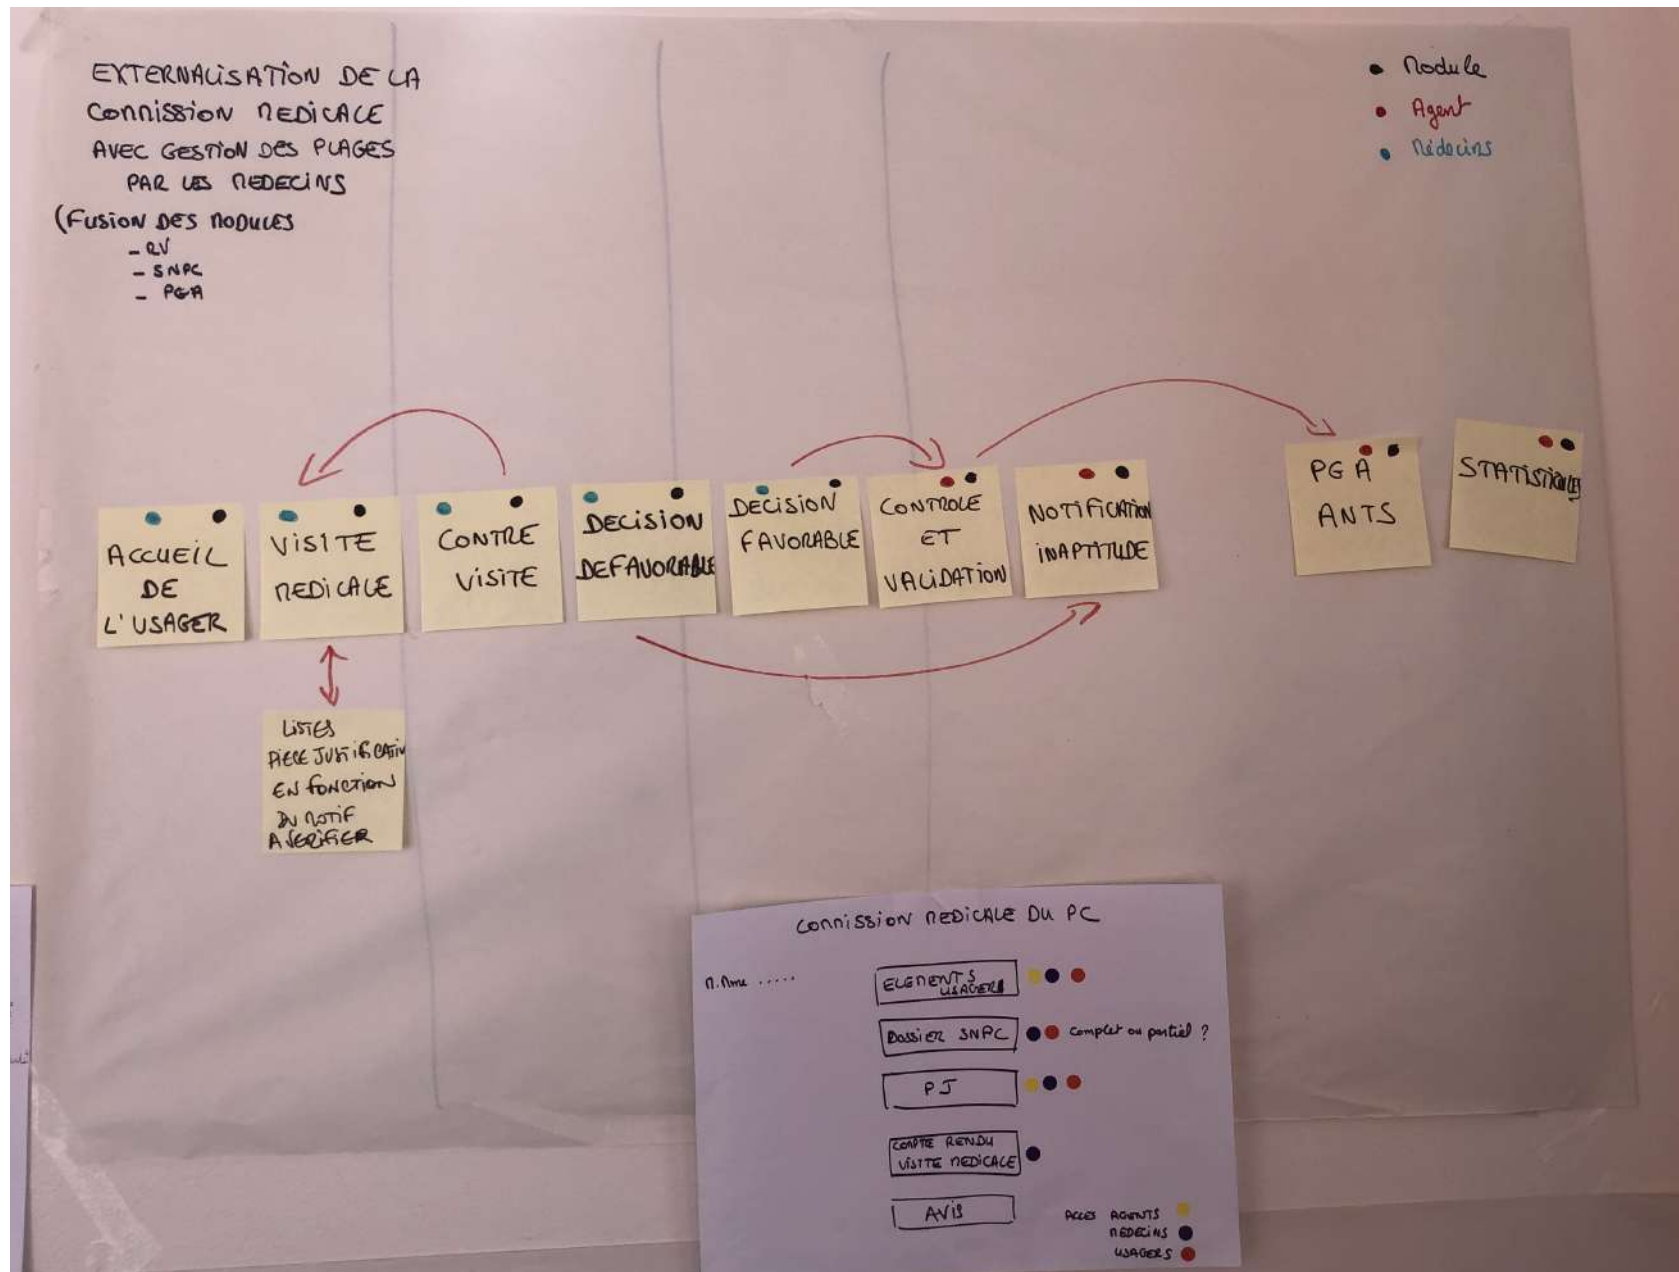 EXTERNALISATION DE LA
COMMISSION MEDICALE
AVEC GESTION DES PLAGES
PAR LES MEDECINS
(FUSION DES MODULES
- RV
- SNPC
- PGA
Module
Agent
Médecins
ACCUEIL
DE
L'USAGER
VISITE
MEDICALE
CONTRE
VISITE
DECISION
DEFAVORABLE
DECISION
FAVORABLE
CONTROLE
ET
VALIDATION
NOTIFICATION
INAPTITUDE
PGA
ANTS
STATISTIQUES
LISTES
PIECE JUSTIFICATIV
EN FONCTION
DU MOTIF
A VERIFIER
COMMISSION MEDICALE DU PC
M. Mme .....
ELEMENTS
USAGERS
DOSSIER SNPC
complet ou partiel ?
PJ
COMPTE RENDU
VISITE MEDICALE
AVIS
ACCES AGENTS
MEDECINS
USAGERS